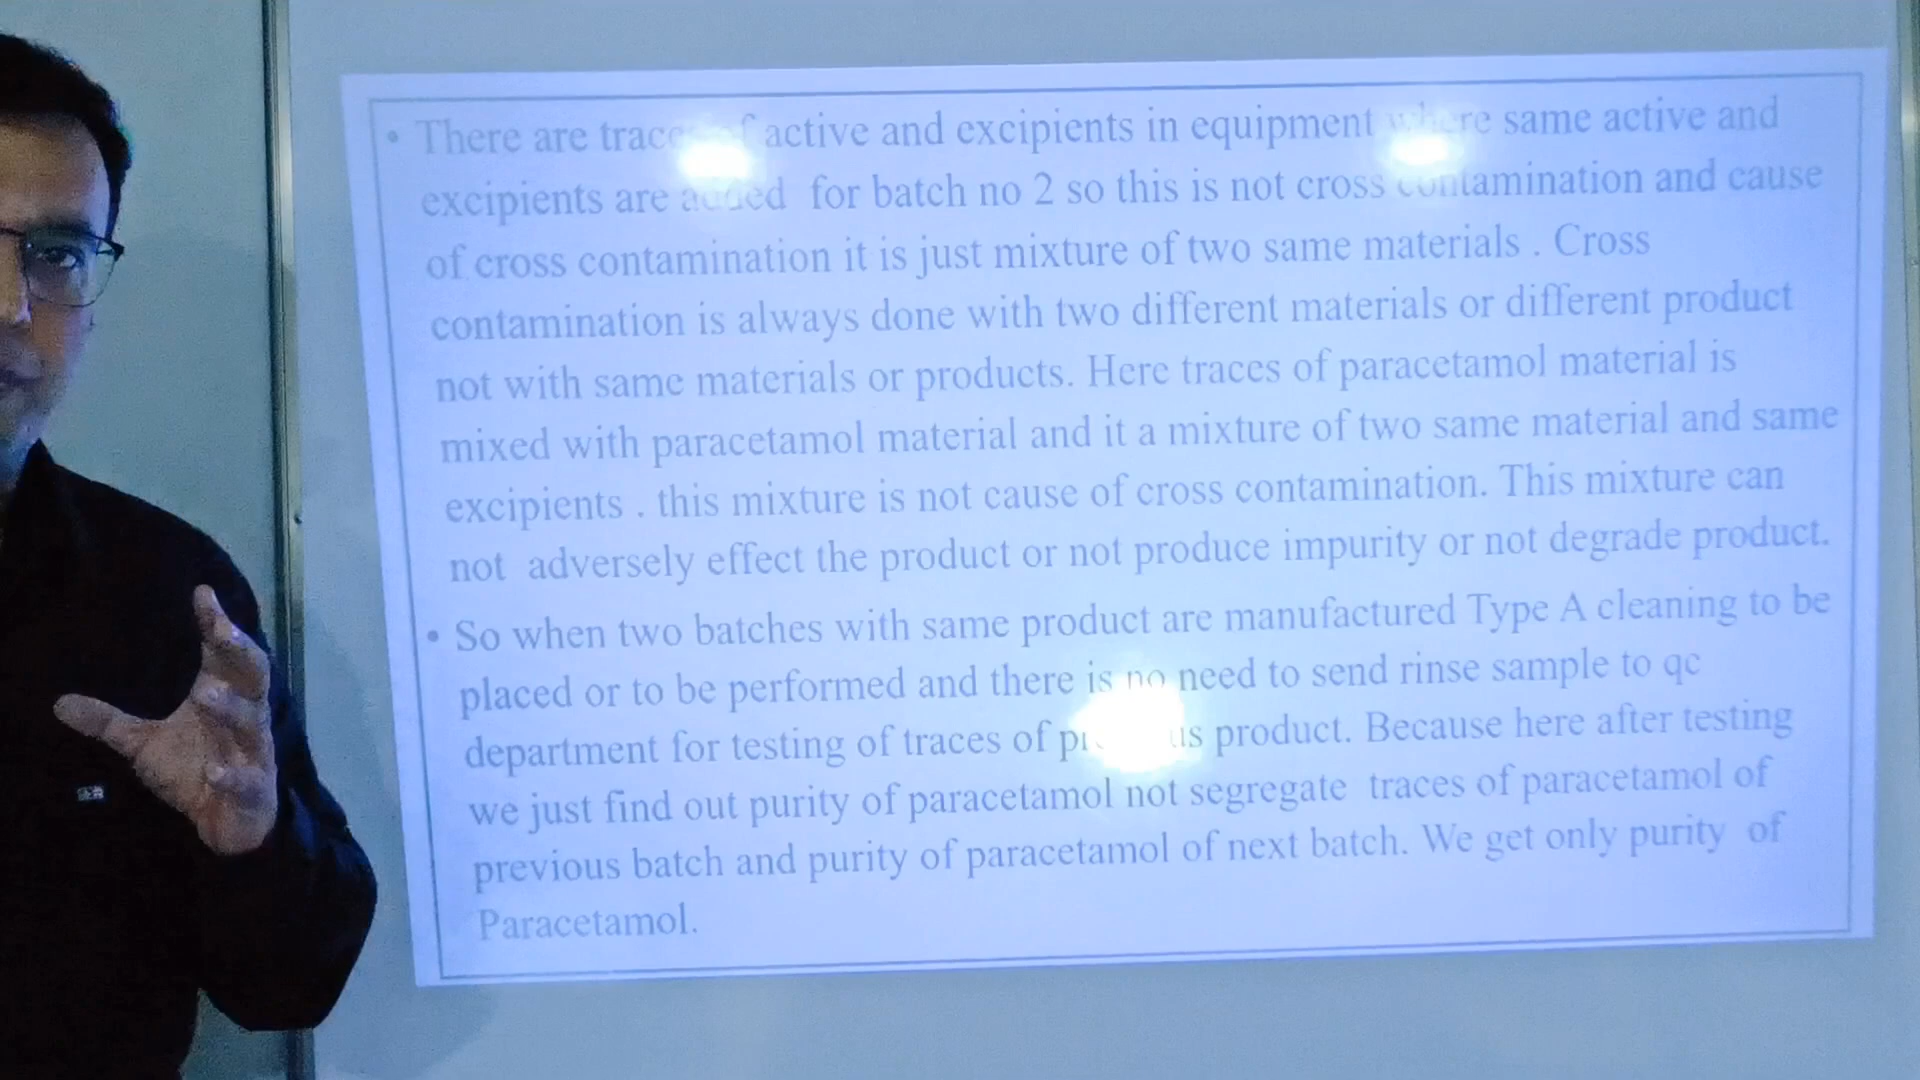 • There are traces of active and excipients in equipment where same active and
excipients are added for batch no 2 so this is not cross contamination and cause
of cross contamination it is just mixture of two same materials . Cross
contamination is always done with two different materials or different product
not with same materials or products. Here traces of paracetamol material is
mixed with paracetamol material and it a mixture of two same material and same
excipients . this mixture is not cause of cross contamination. This mixture can
not adversely effect the product or not produce impurity or not degrade product.
• So when two batches with same product are manufactured Type A cleaning to be
placed or to be performed and there is no need to send rinse sample to qc
department for testing of traces of previous product. Because here after testing
we just find out purity of paracetamol not segregate traces of paracetamol of
previous batch and purity of paracetamol of next batch. We get only purity of
Paracetamol.